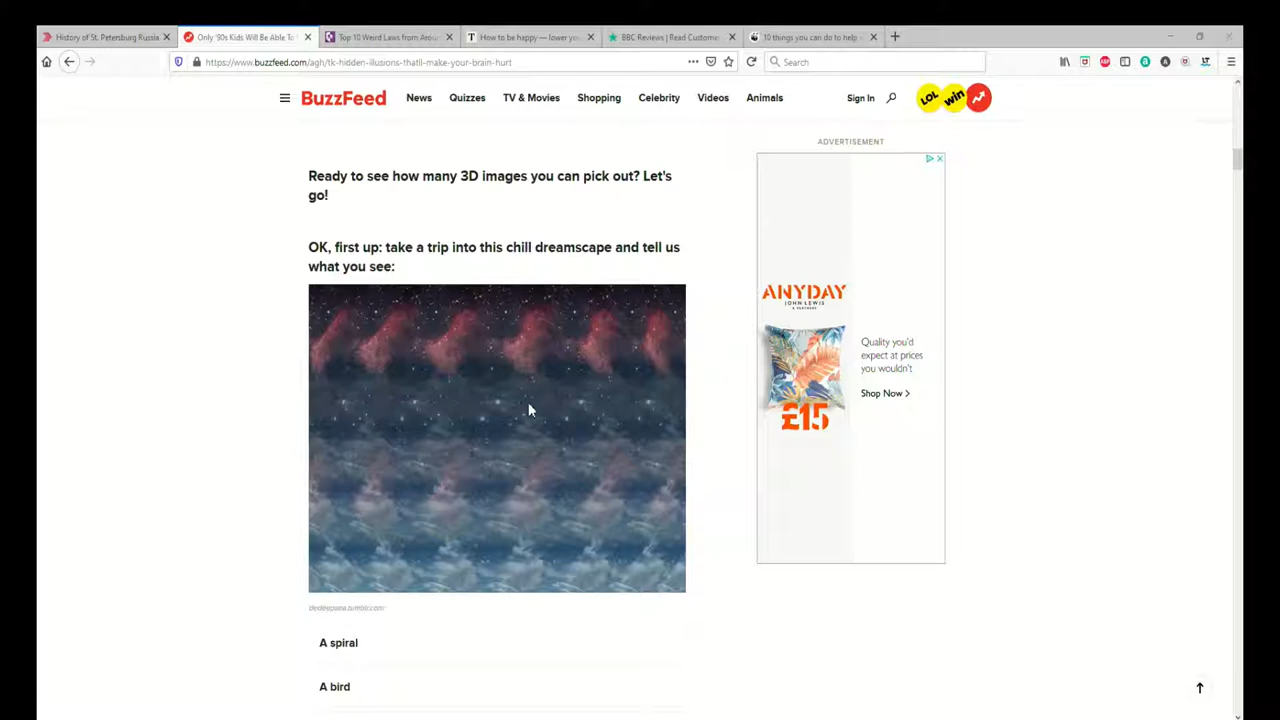 History of St. Petersburg Russia
Only '90s Kids Will Be Able To
Top 10 Weird Laws from Arou
How to be happy — lower yo
BBC Reviews | Read Custome
10 things you can do to help
https://www.buzzfeed.com/agh/tk-hidden-illusions-thatll-make-your-brain-hurt
Search
BuzzFeed
News
Quizzes
TV & Movies
Shopping
Celebrity
Videos
Animals
Sign In
LOL
win
ADVERTISEMENT
Ready to see how many 3D images you can pick out? Let's
go!
OK, first up: take a trip into this chill dreamscape and tell us
what you see:
ANYDAY
JOHN LEWIS
& PARTNERS
Quality you'd
expect at prices
you wouldn't
Shop Now >
£15
A spiral
A bird